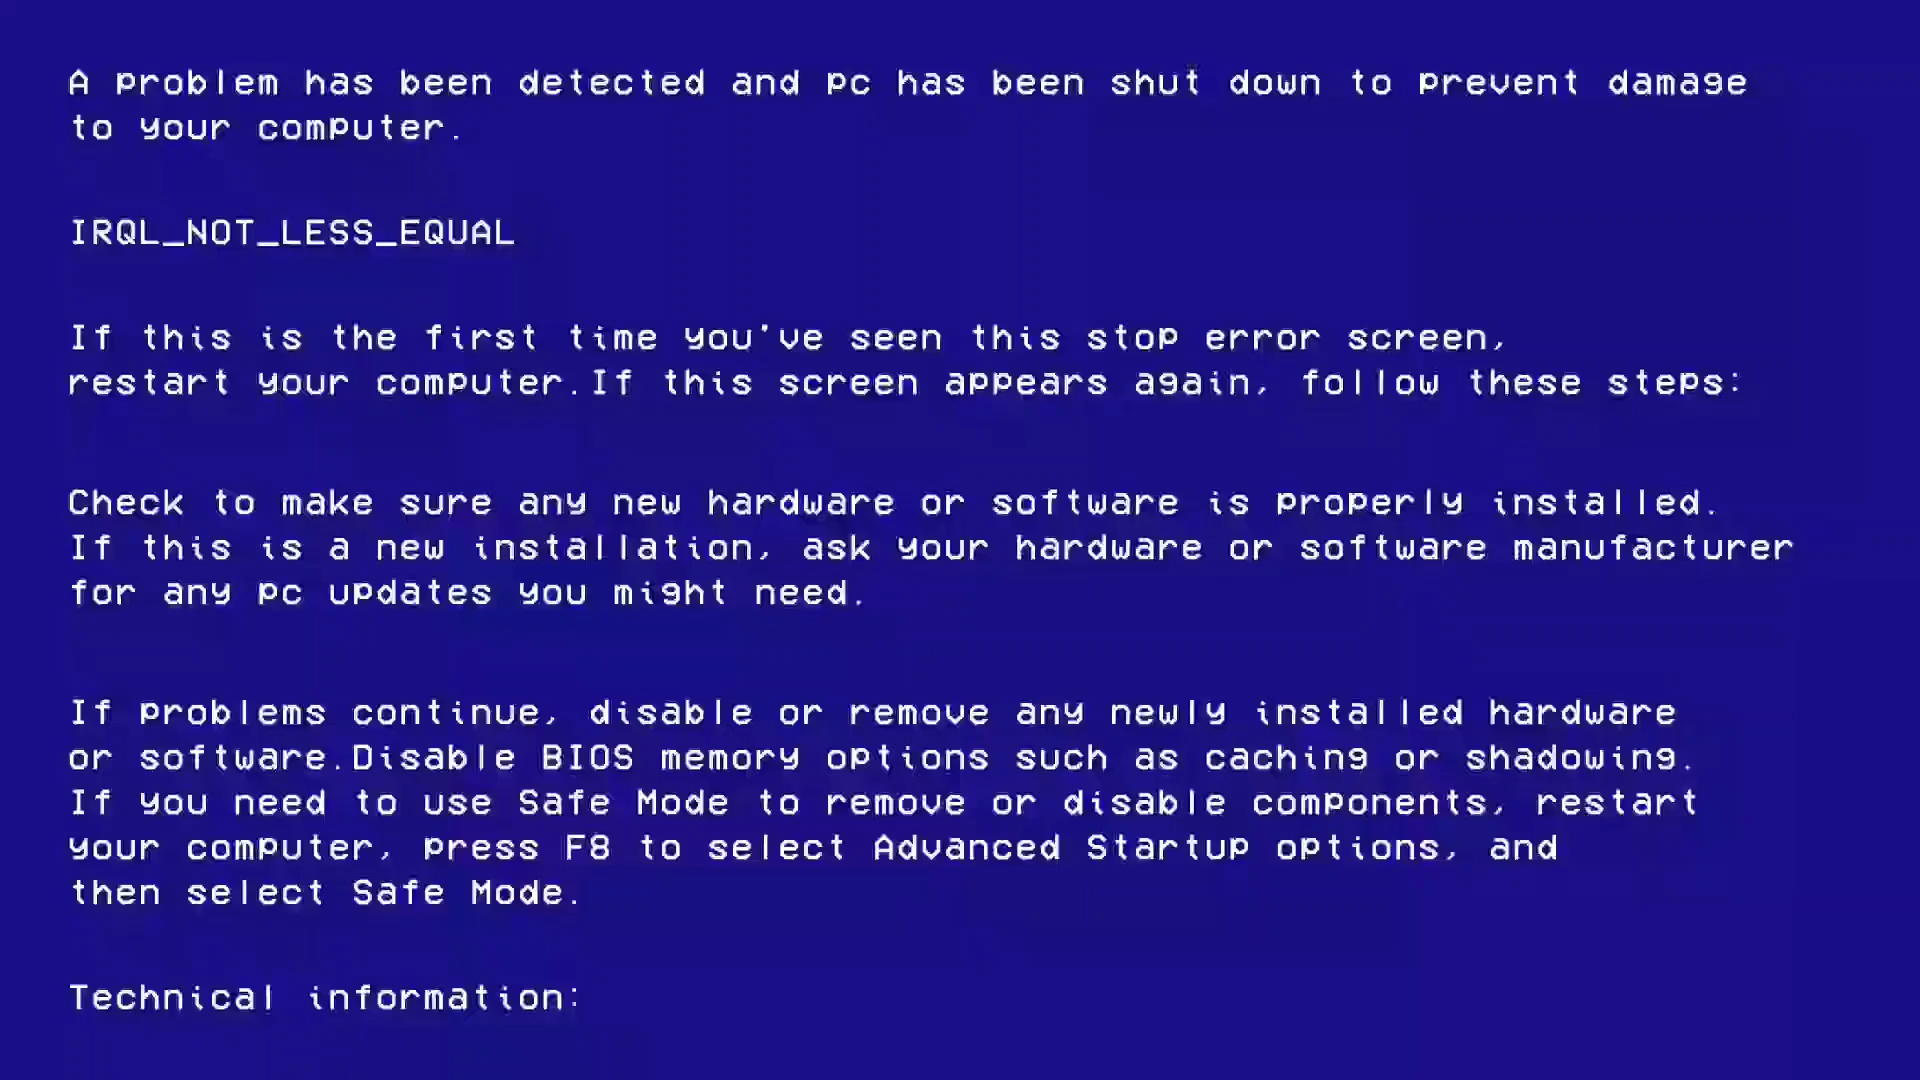 A problem has been detected and pc has been shut down to prevent damage
to your computer.
IRQL_NOT_LESS_EQUAL
If this is the first time you've seen this stop error screen,
restart your computer.If this screen appears again, follow these steps:
Check to make sure any new hardware or software is properly installed.
If this is a new installation, ask your hardware or software manufacturer
for any pc updates you might need.
If problems continue, disable or remove any newly installed hardware
or software.Disable BIOS memory options such as caching or shadowing.
If you need to use Safe Mode to remove or disable components, restart
your computer, press F8 to select Advanced Startup options, and
then select Safe Mode.
Technical information: